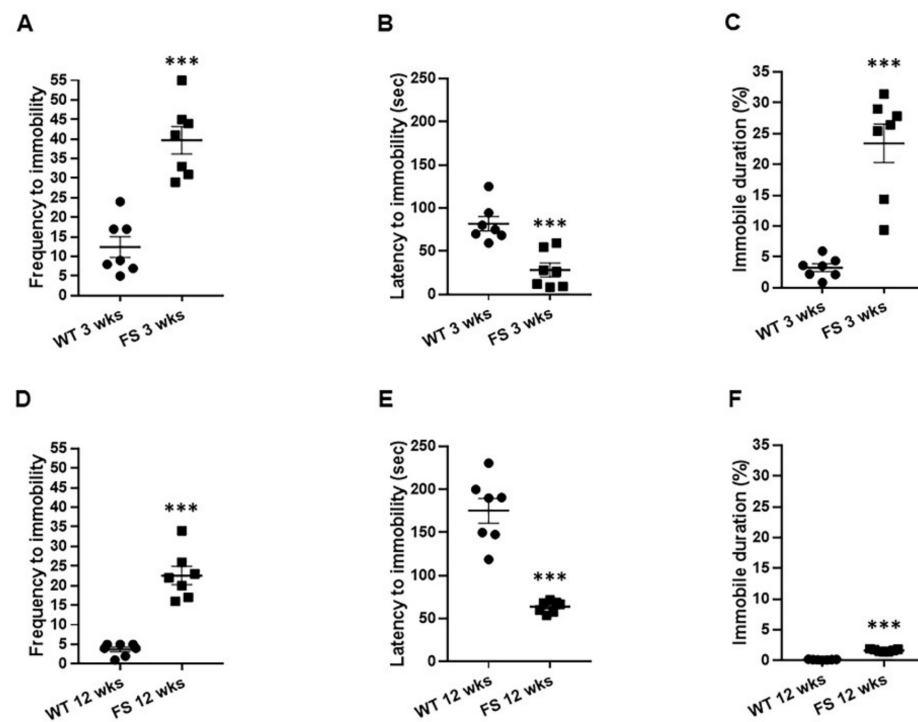 A
Frequency to immobility
55
50
45
40
35
30
25
20
15
10
5
0
***
WT 3 wks
FS 3 wks
B
Latency to immobility (sec)
250
200
150
100
50
0
***
WT 3 wks
FS 3 wks
C
Immobile duration (%)
35
30
25
20
15
10
5
0
***
WT 3 wks
FS 3 wks
D
Frequency to immobility
55
50
45
40
35
30
25
20
15
10
5
0
***
WT 12 wks
FS 12 wks
E
Latency to immobility (sec)
250
200
150
100
50
0
***
WT 12 wks
FS 12 wks
F
Immobile duration (%)
35
30
25
20
15
10
5
0
***
WT 12 wks
FS 12 wks